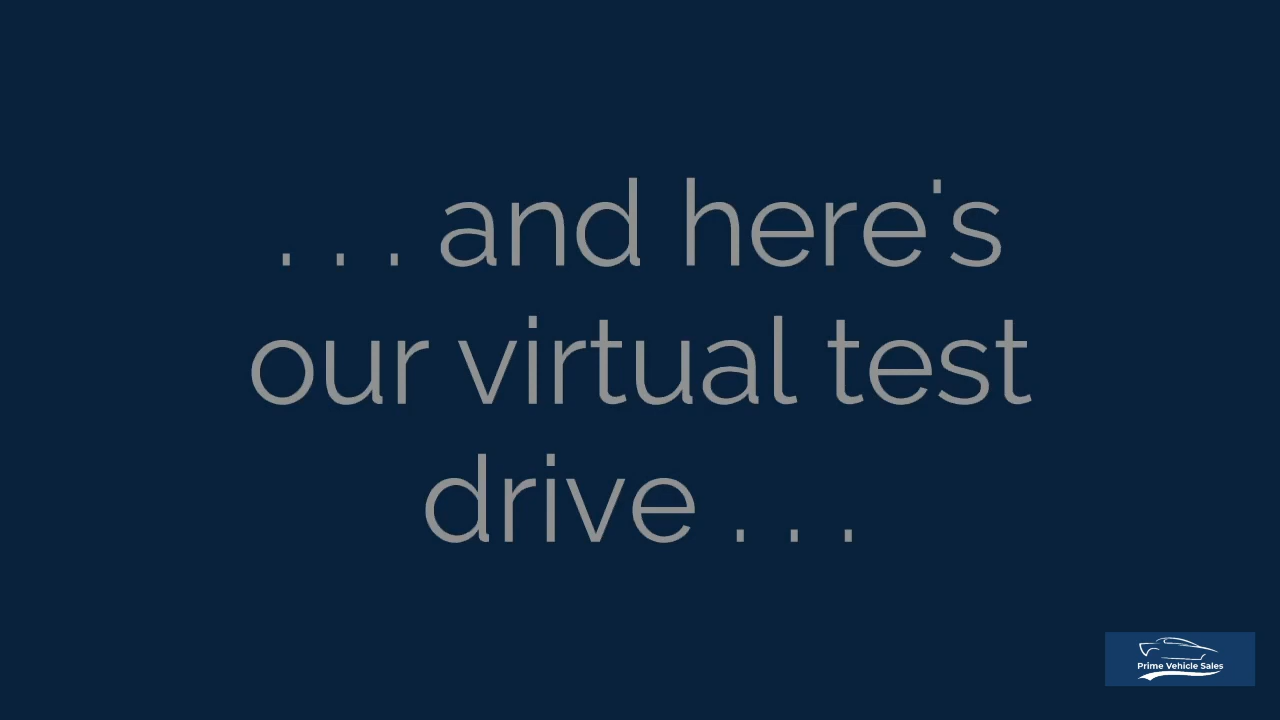 . . . and here's
our virtual test
drive . . .
Prime Vehicle Sales